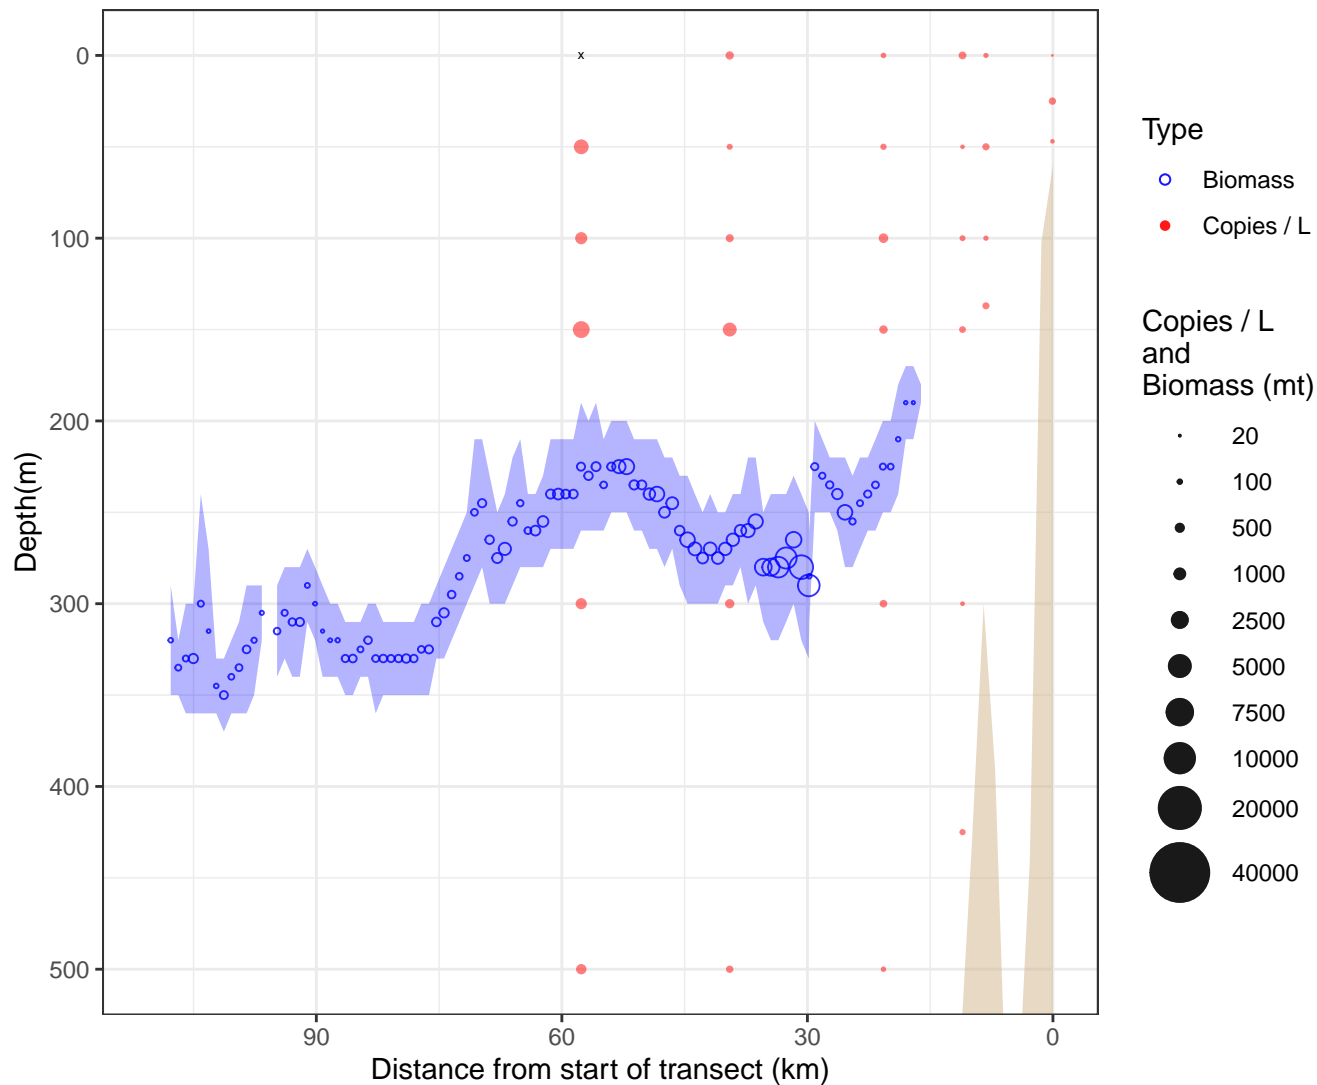 0
100
200
300
400
500
Depth(m)
x
90
60
30
0
Distance from start of transect (km)
Type
Biomass
Copies / L
Copies / L
and
Biomass (mt)
20
100
500
1000
2500
5000
7500
10000
20000
40000